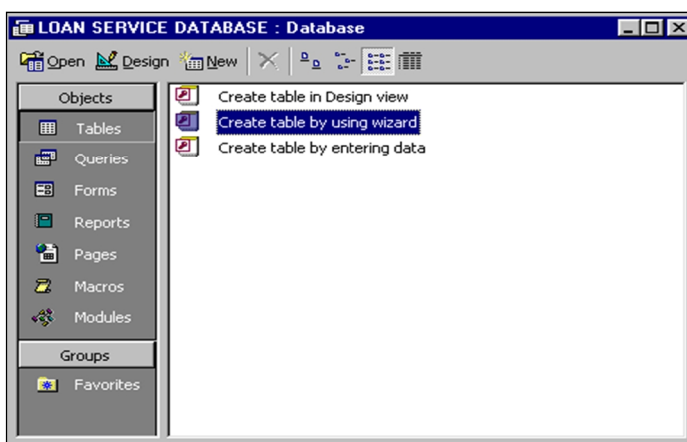 LOAN SERVICE DATABASE : Database
Open Design New
Objects
Tables
Queries
Forms
Reports
Pages
Macros
Modules
Groups
Favorites
Create table in Design view
Create table by using wizard
Create table by entering data